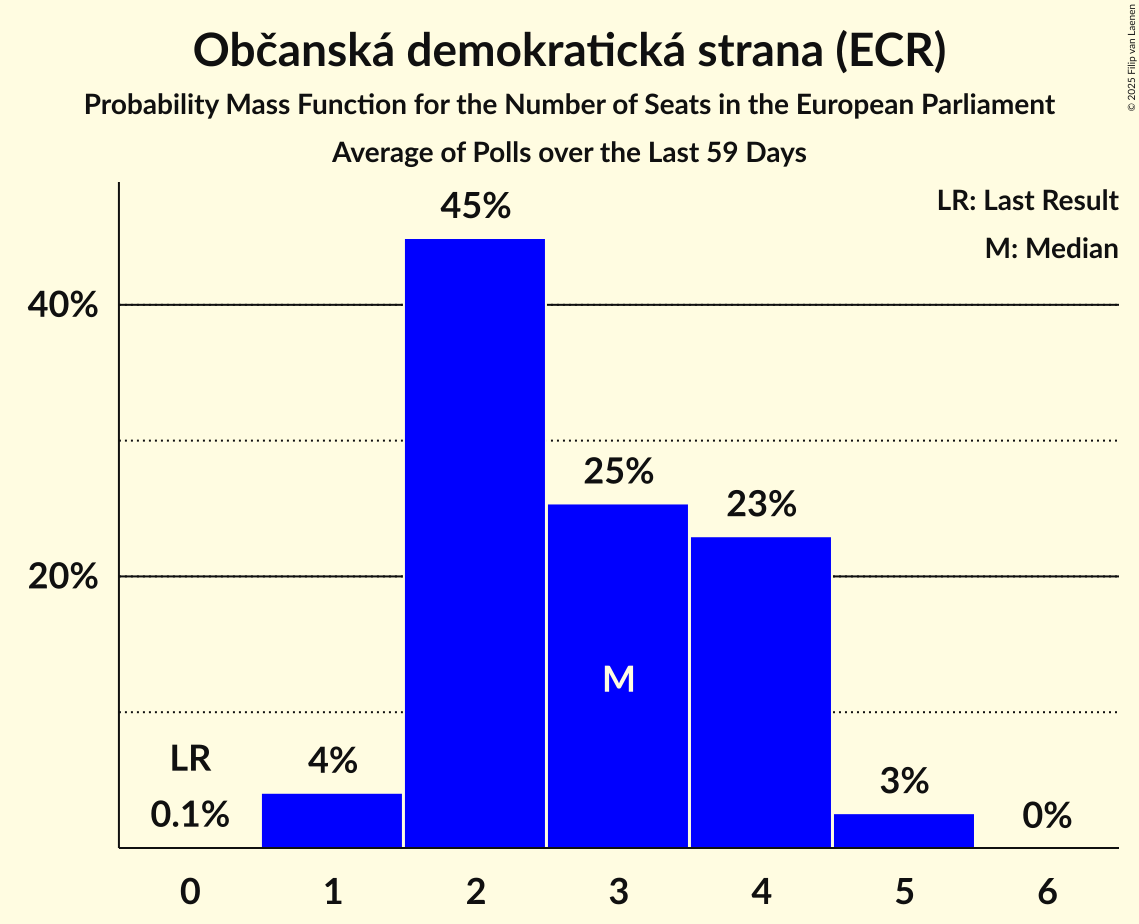 Občanská demokratická strana (ECR)
Probability Mass Function for the Number of Seats in the European Parliament
Average of Polls over the Last 59 Days
© 2025 Filip van Laenen
LR: Last Result
M: Median
45%
40%
25%
23%
20%
M
LR
4%
3%
0.1%
0%
0 1 2 3 4 5 6